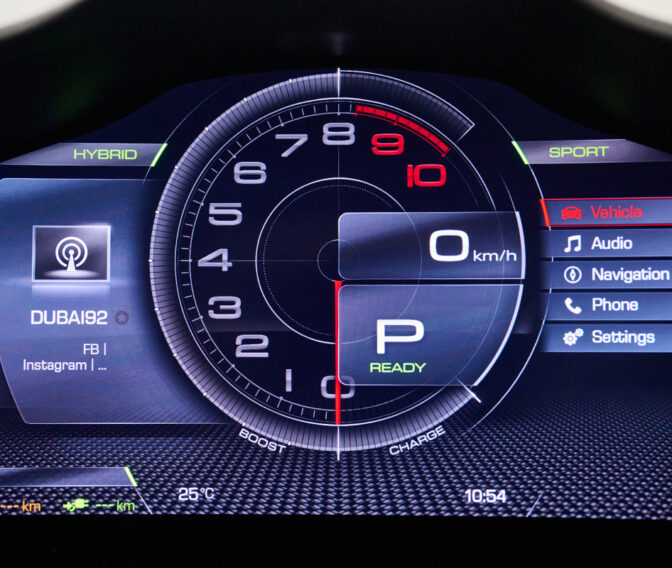 HYBRID
SPORT
8
7
9
6
10
5
4
3
2
1
0
0 km/h
P
READY
BOOST
CHARGE
DUBAI92
FB |
Instagram | ...
Vehicle
Audio
Navigation
Phone
Settings
--- km
--- km
25°C
10:54